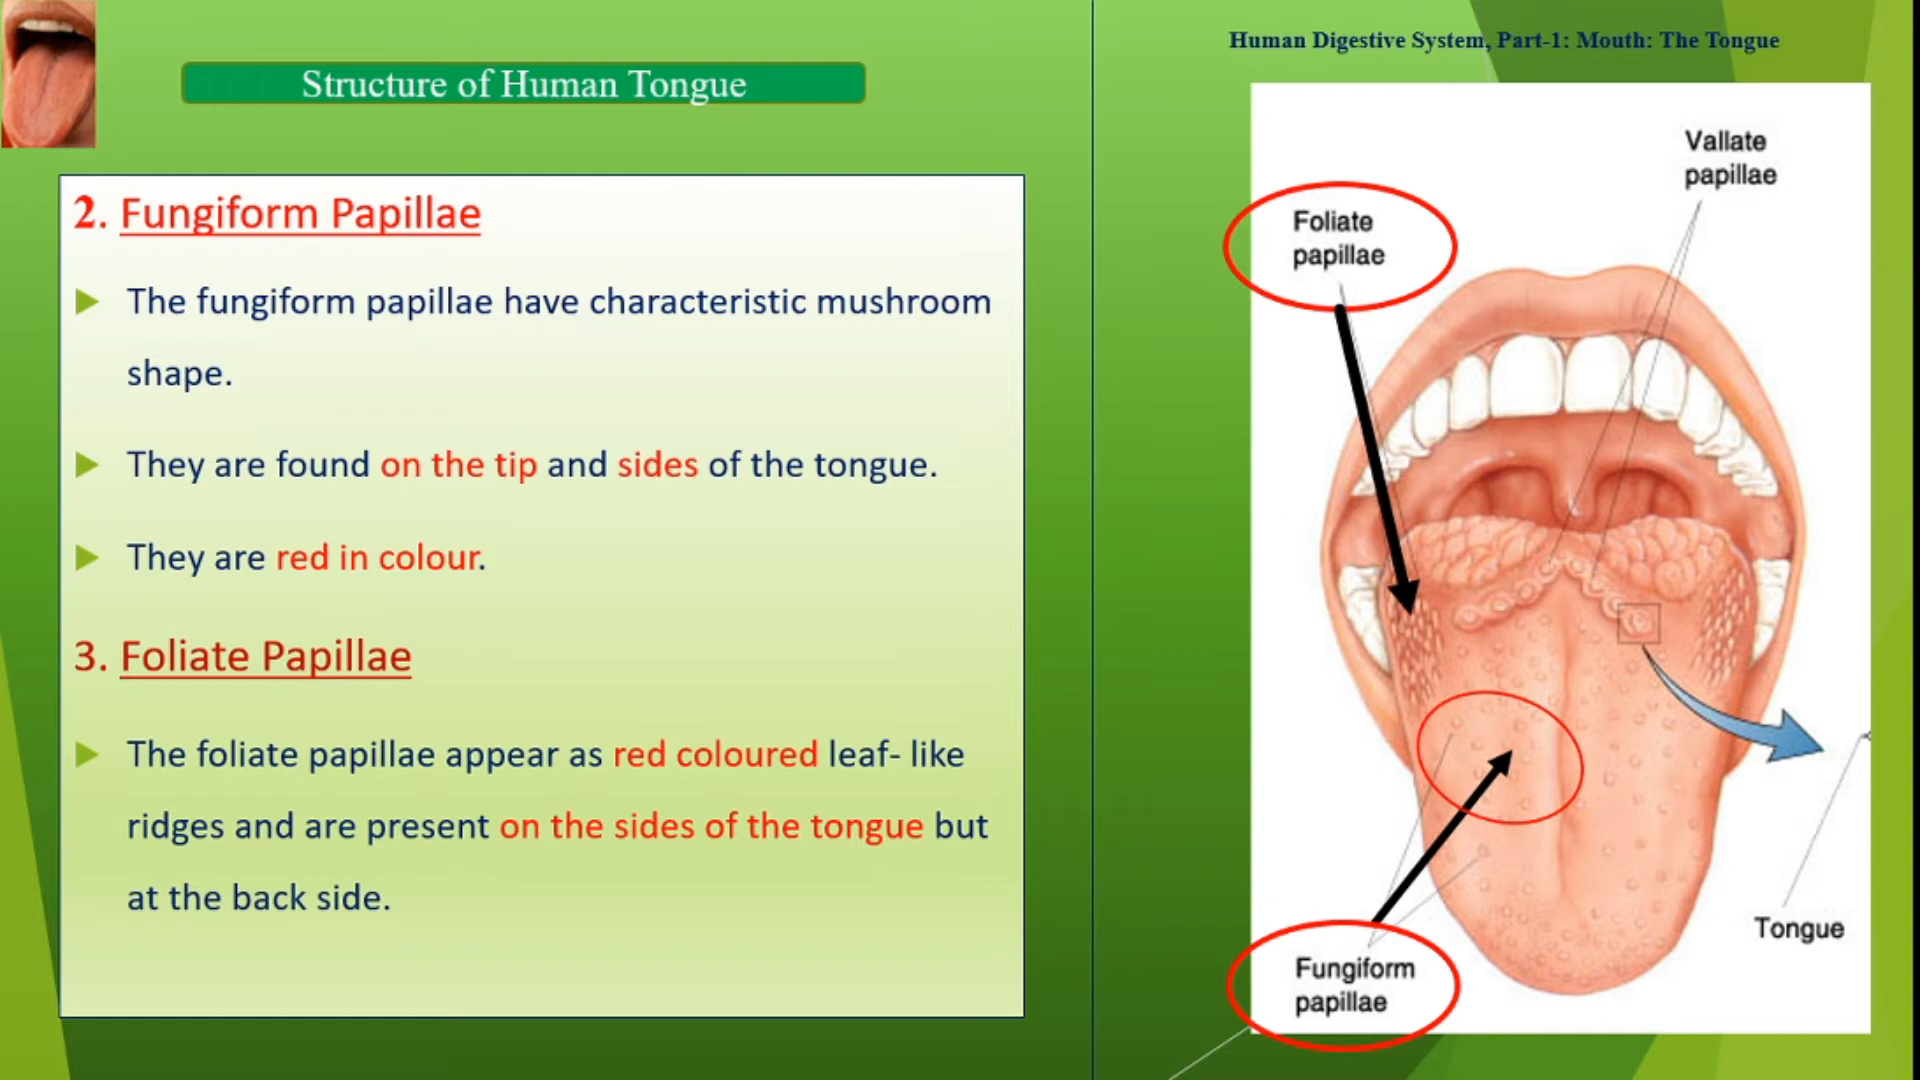 Human Digestive System, Part-1: Mouth: The Tongue
Structure of Human Tongue
2. Fungiform Papillae
The fungiform papillae have characteristic mushroom
shape.
They are found on the tip and sides of the tongue.
They are red in colour.
3. Foliate Papillae
The foliate papillae appear as red coloured leaf- like
ridges and are present on the sides of the tongue but
at the back side.
Vallate
papillae
Foliate
papillae
Tongue
Fungiform
papillae